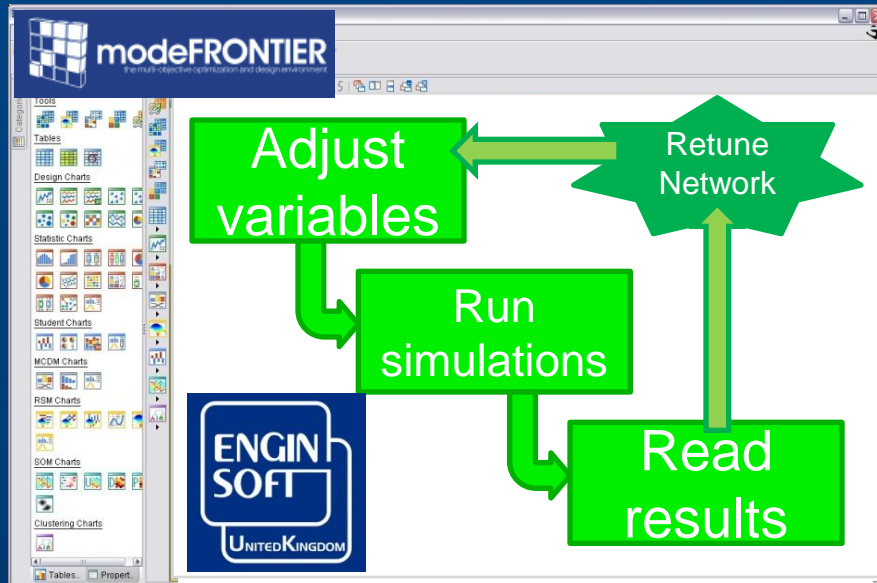 modeFRONTIER
the multi-objective optimization and design environment
Categori
Tools
Tables
Design Charts
Statistic Charts
Student Charts
MCDM Charts
RSM Charts
SOM Charts
Clustering Charts
Tables..
Propert..
Adjust
variables
Retune
Network
Run
simulations
Read
results
ENGIN
SOFT
UNITEDKINGDOM